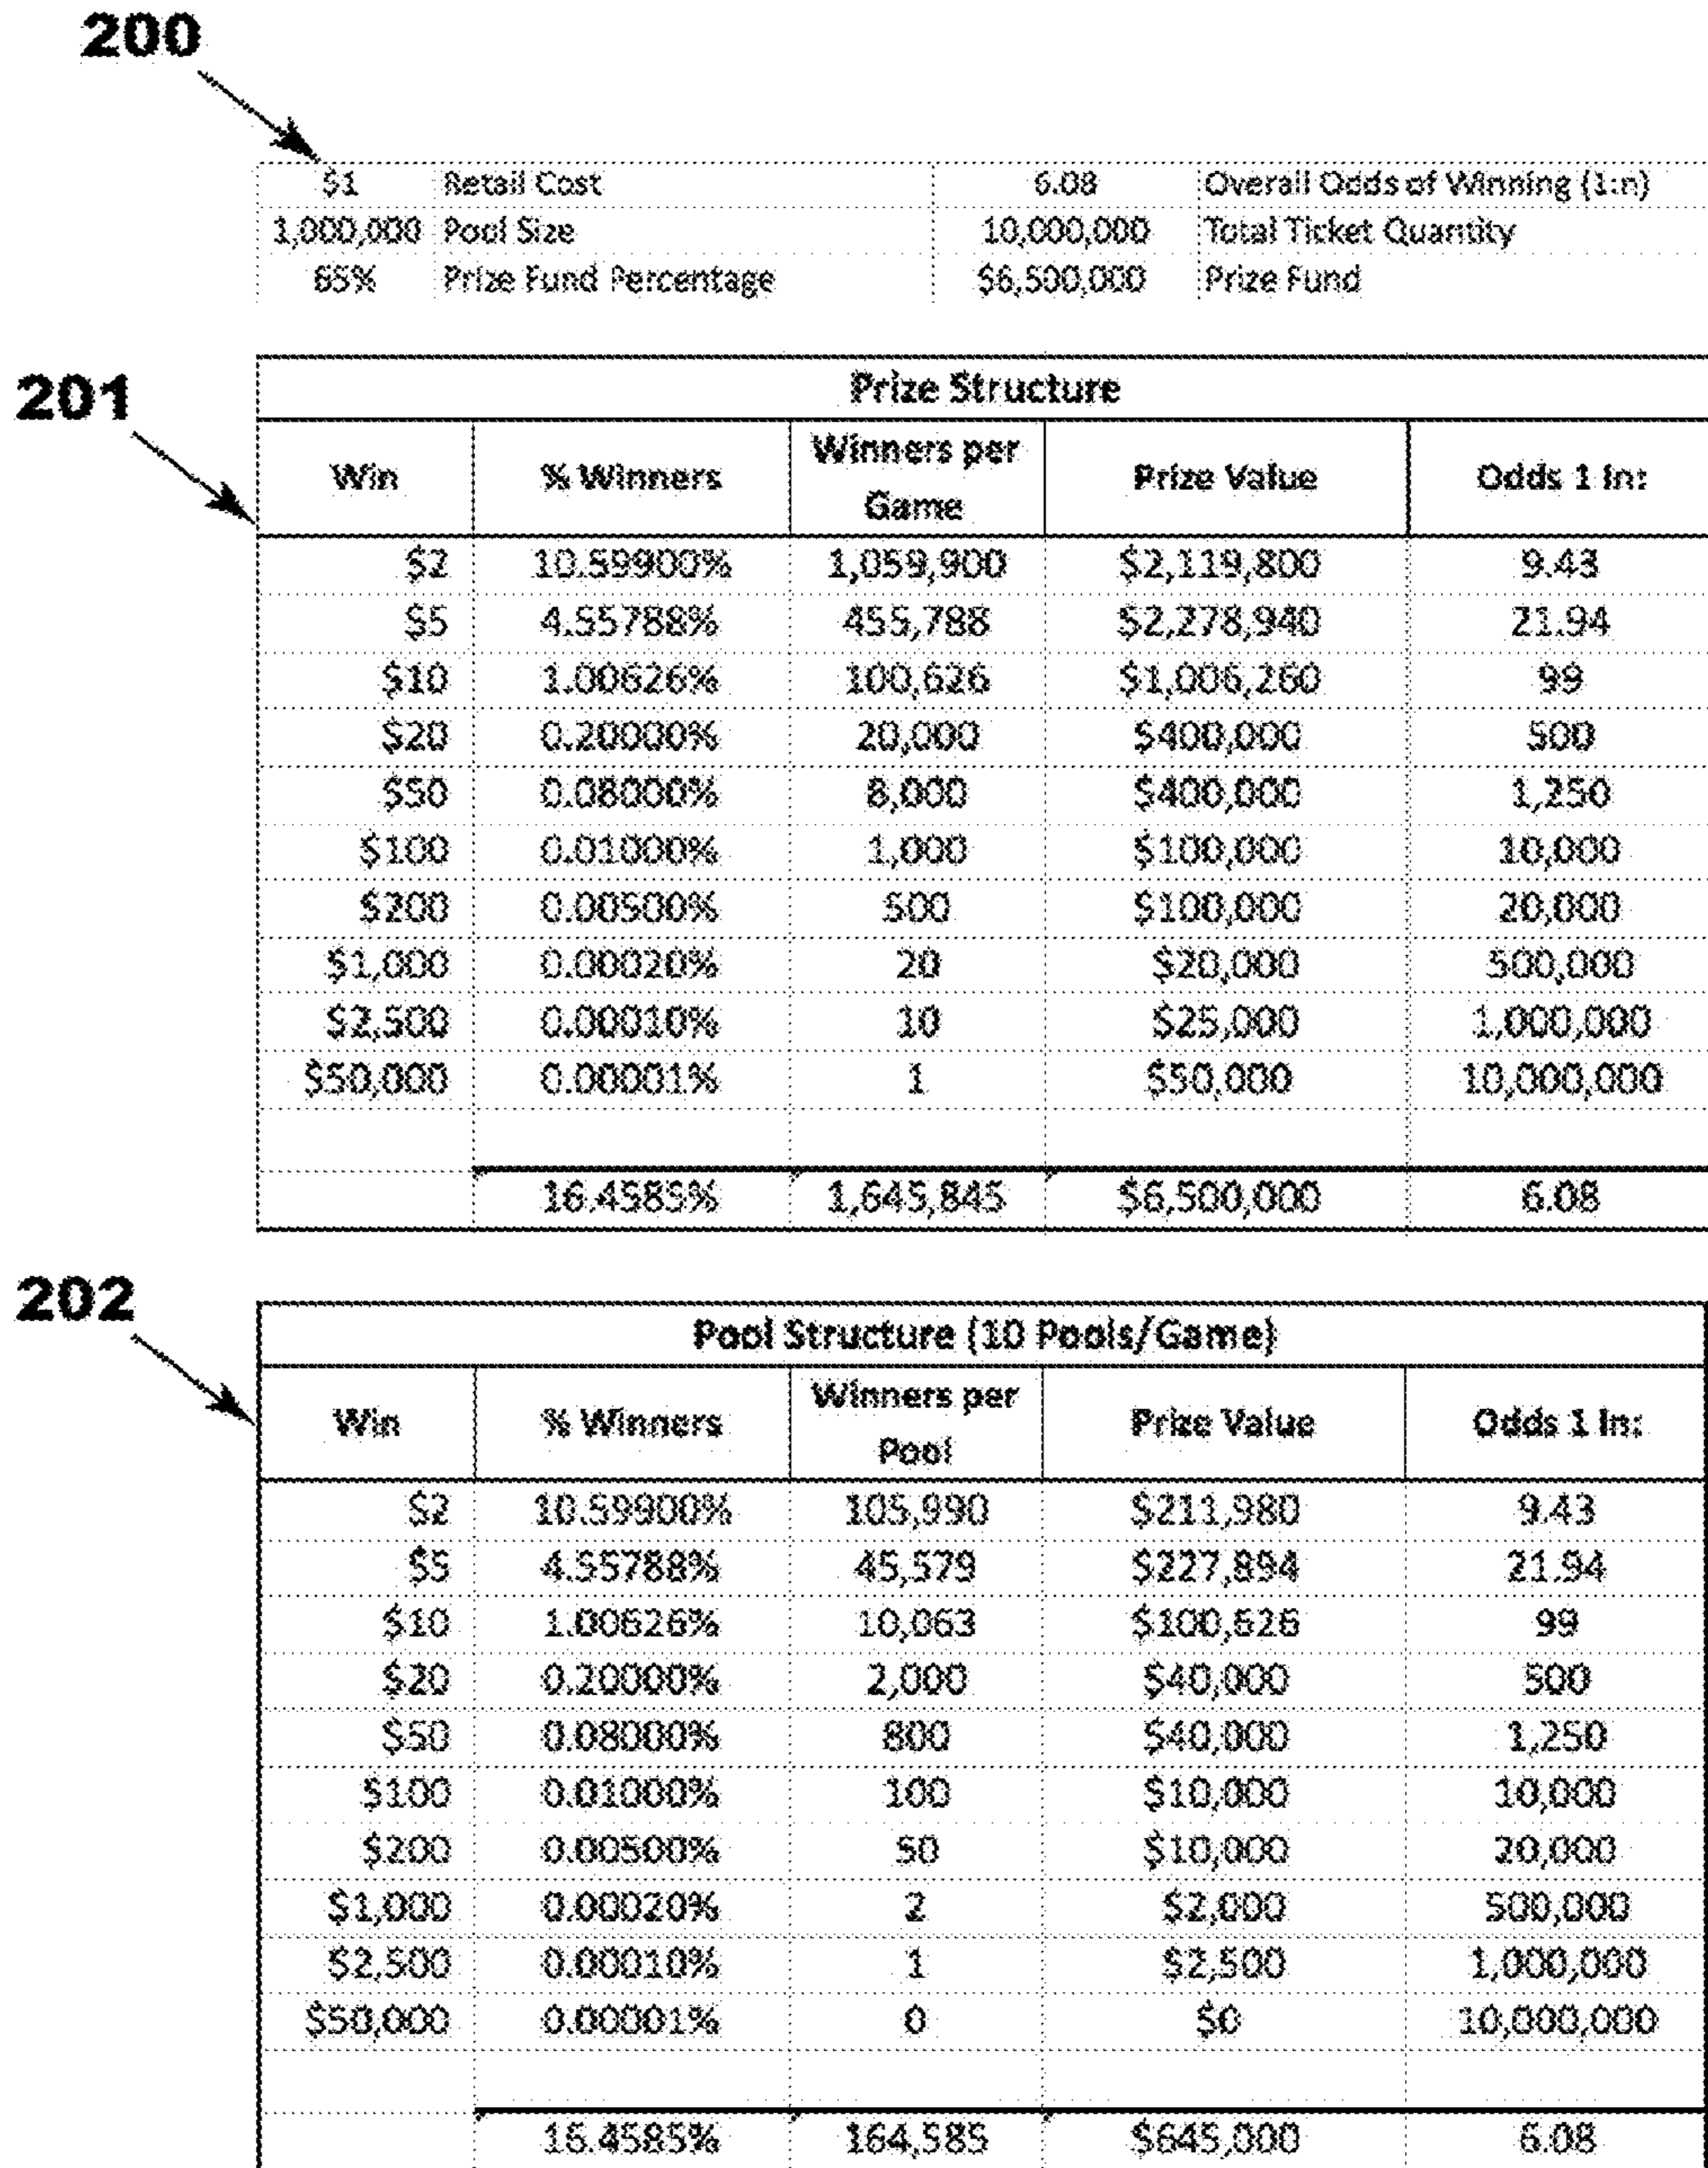 200
$1 Retail Cost 6.08 Overall Odds of Winning (1:n)
1,000,000 Pool Size 10,000,000 Total Ticket Quantity
65% Prize Fund Percentage $6,500,000 Prize Fund
201
Prize Structure
Win % Winners Winners per Game Prize Value Odds 1 In:
$2 10.59900% 1,059,900 $2,119,800 9.43
$5 4.55788% 455,788 $2,278,940 21.94
$10 1.00626% 100,626 $1,006,260 99
$20 0.20000% 20,000 $400,000 500
$50 0.08000% 8,000 $400,000 1,250
$100 0.01000% 1,000 $100,000 10,000
$200 0.00500% 500 $100,000 20,000
$1,000 0.00020% 20 $20,000 500,000
$2,500 0.00010% 10 $25,000 1,000,000
$50,000 0.00001% 1 $50,000 10,000,000
16.4585% 1,645,845 $6,500,000 6.08
202
Pool Structure (10 Pools/Game)
Win % Winners Winners per Pool Prize Value Odds 1 In:
$2 10.59900% 105,990 $211,980 9.43
$5 4.55788% 45,579 $227,894 21.94
$10 1.00626% 10,063 $100,626 99
$20 0.20000% 2,000 $40,000 500
$50 0.08000% 800 $40,000 1,250
$100 0.01000% 100 $10,000 10,000
$200 0.00500% 50 $10,000 20,000
$1,000 0.00020% 2 $2,000 500,000
$2,500 0.00010% 1 $2,500 1,000,000
$50,000 0.00001% 0 $0 10,000,000
16.4585% 164,585 $645,000 6.08